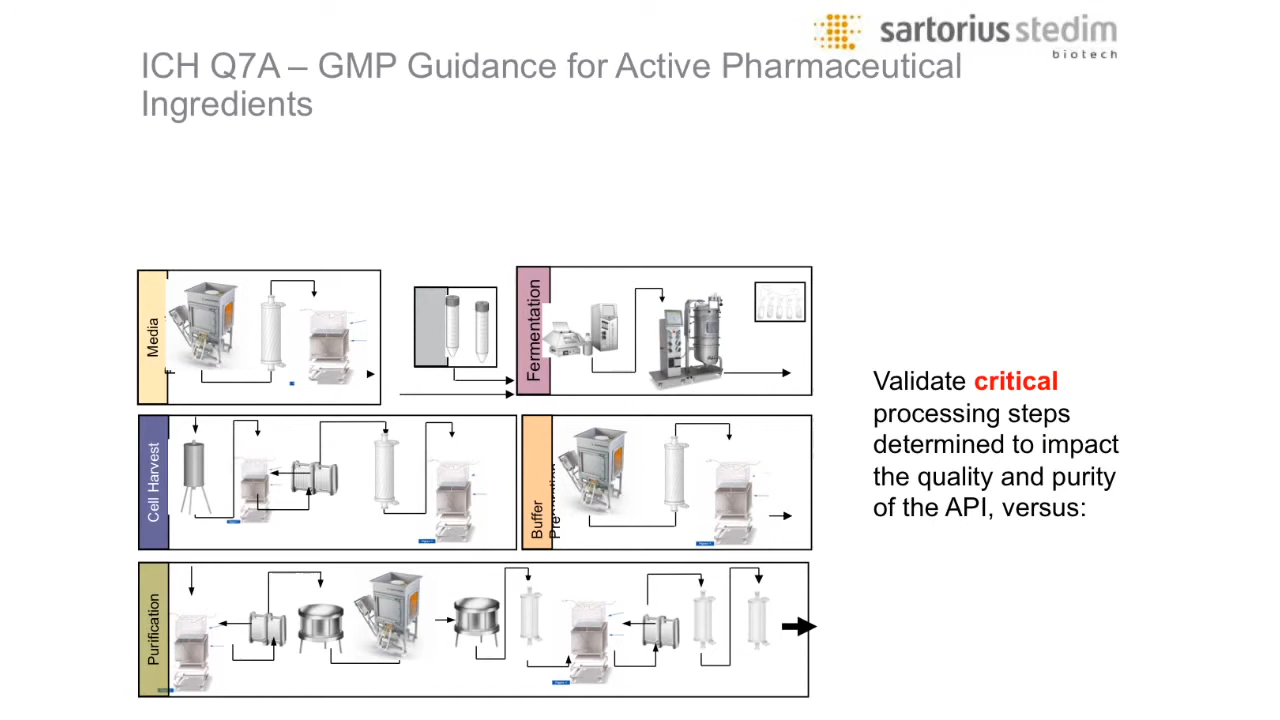 sartorius stedim
biotech
ICH Q7A – GMP Guidance for Active Pharmaceutical
Ingredients
Media
Fermentation
Cell Harvest
Buffer
Purification
Validate critical
processing steps
determined to impact
the quality and purity
of the API, versus: